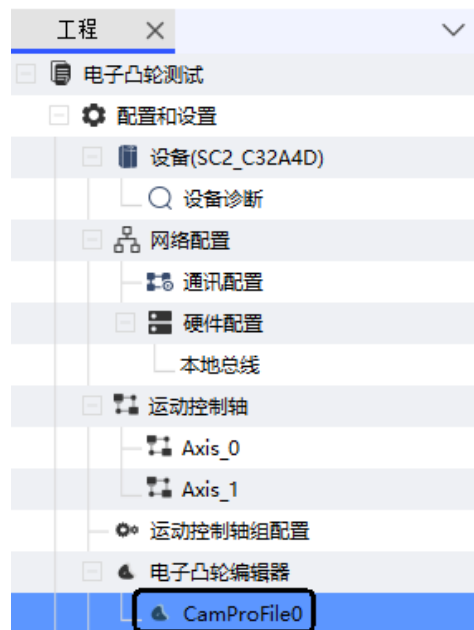 工程
电子凸轮测试
配置和设置
设备(SC2_C32A4D)
设备诊断
网络配置
通讯配置
硬件配置
本地总线
运动控制轴
Axis_0
Axis_1
运动控制轴组配置
电子凸轮编辑器
CamProFile0